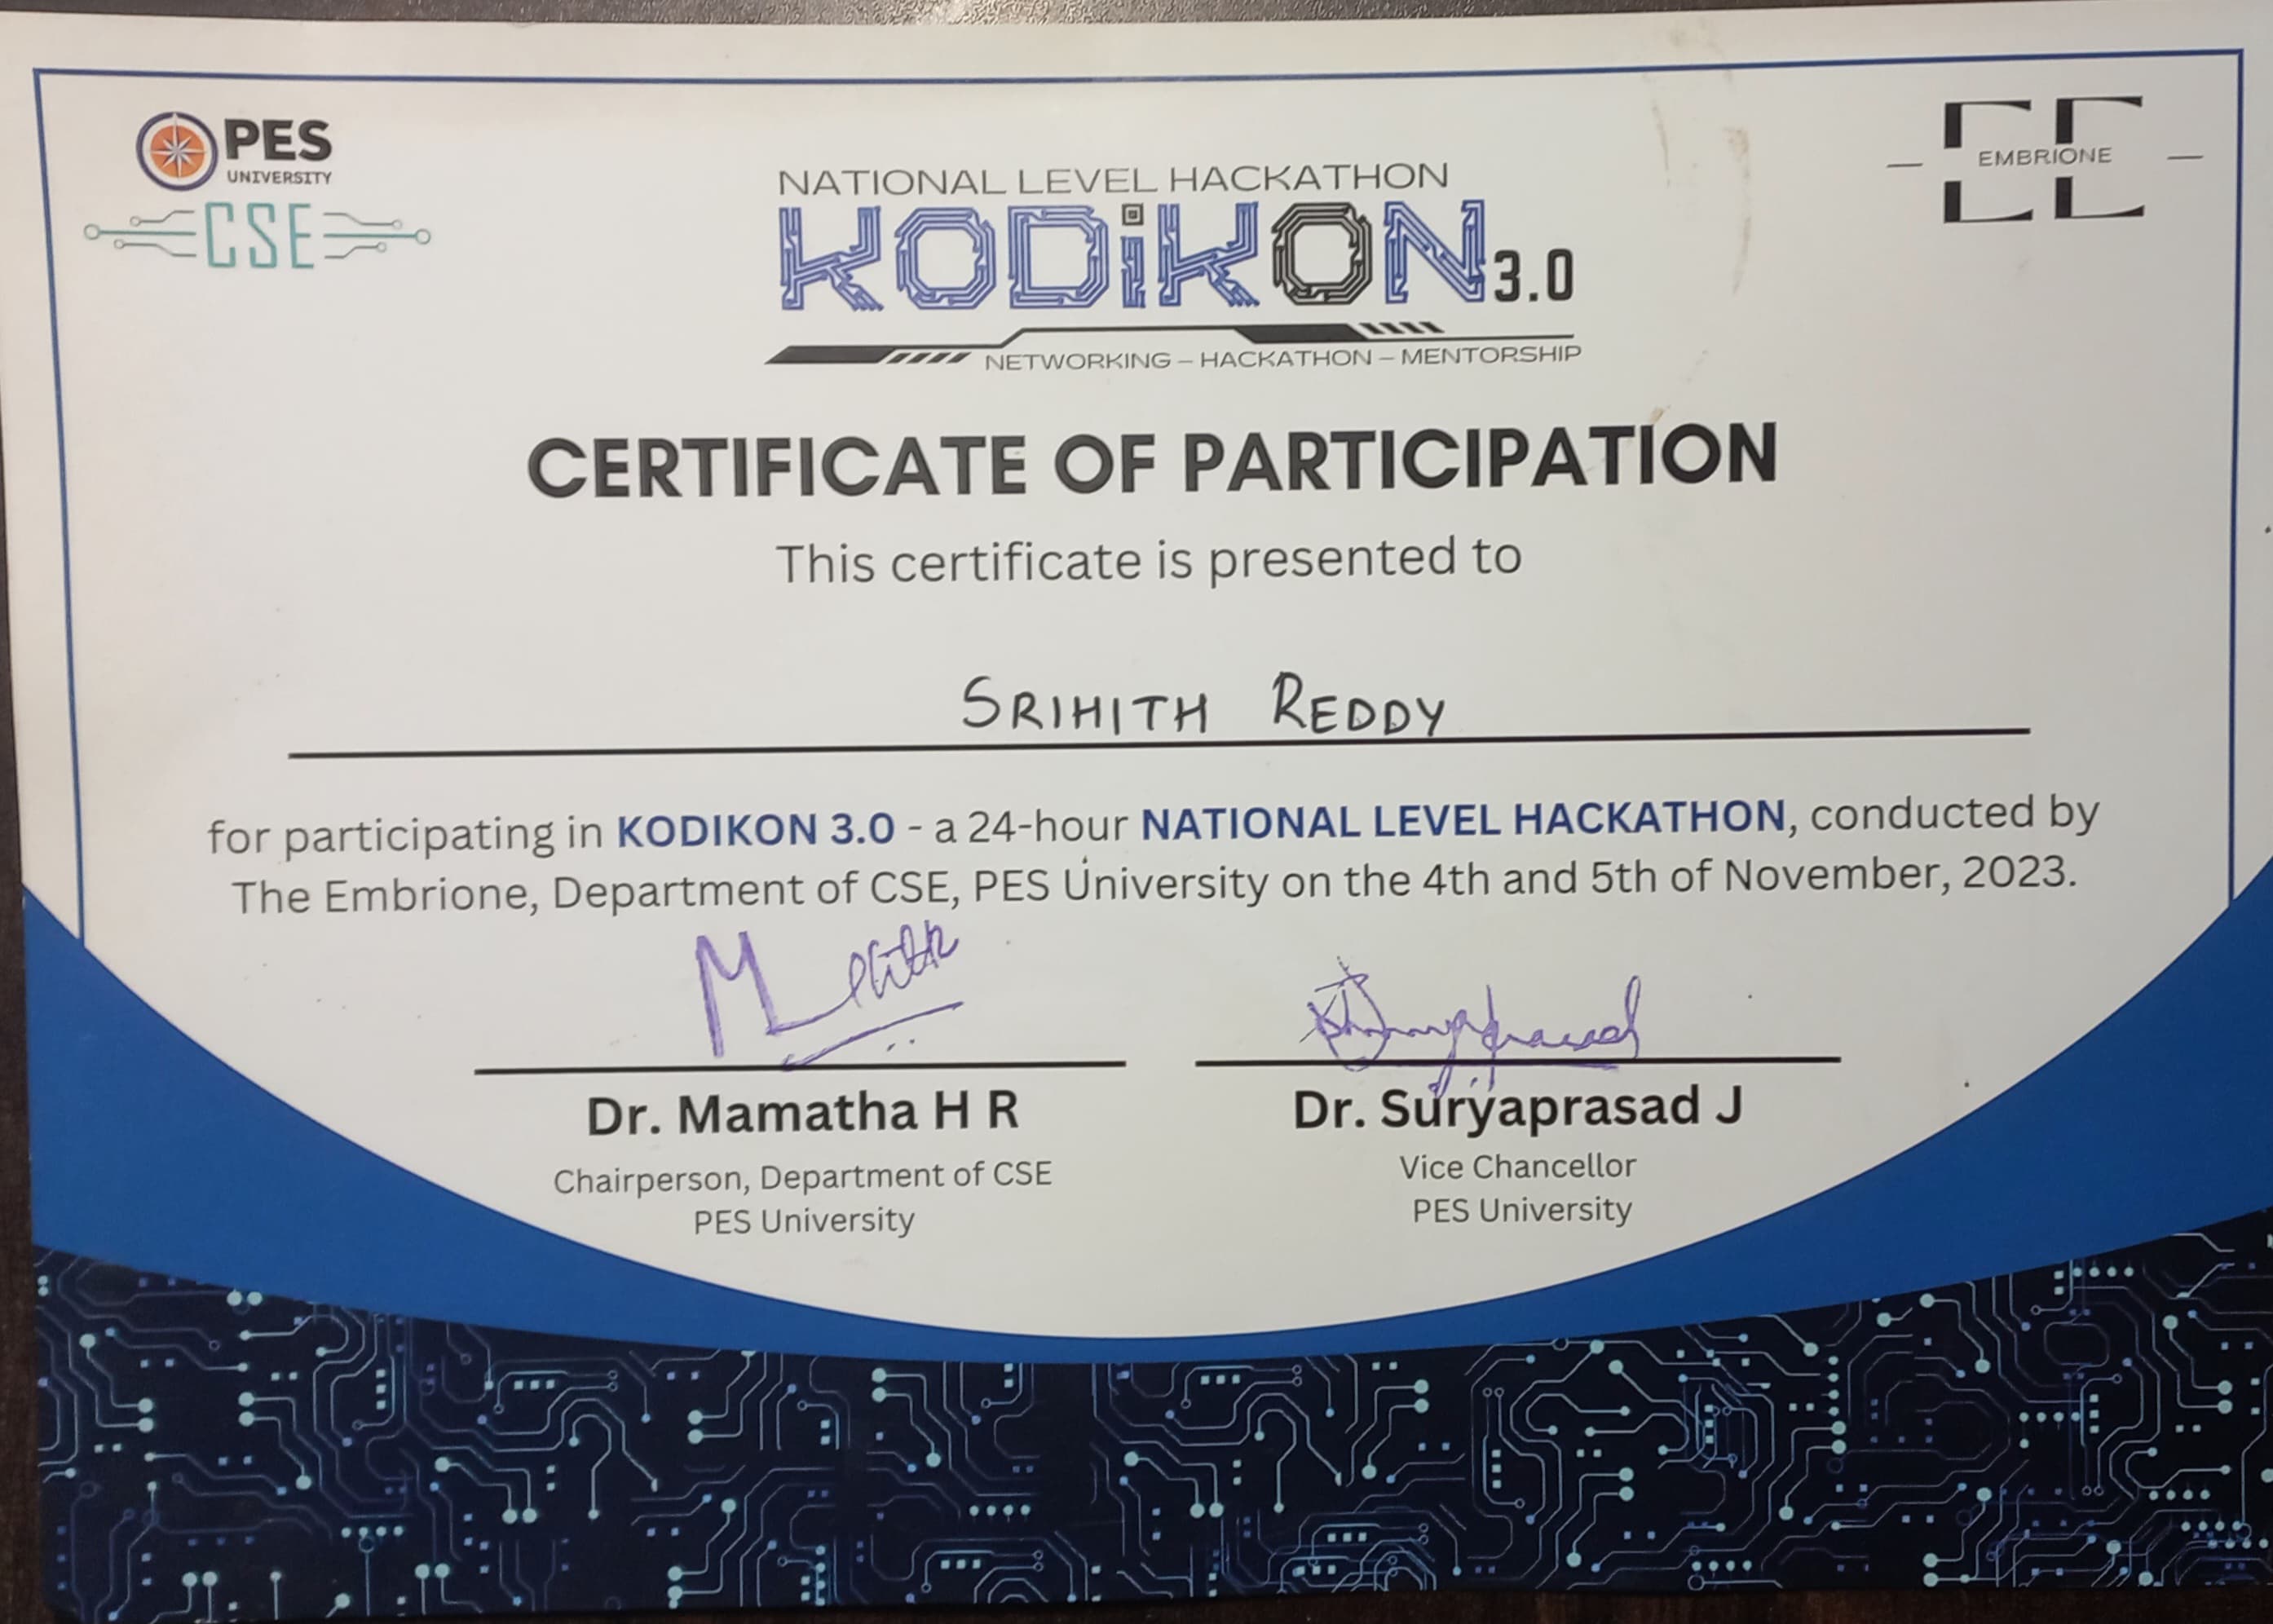 PES
UNIVERSITY
CSE
EMBRIONE
NATIONAL LEVEL HACKATHON
KODiKON 3.0
NETWORKING – HACKATHON – MENTORSHIP
CERTIFICATE OF PARTICIPATION
This certificate is presented to
SRIHITH REDDY
for participating in KODIKON 3.0 - a 24-hour NATIONAL LEVEL HACKATHON, conducted by
The Embrione, Department of CSE, PES University on the 4th and 5th of November, 2023.
Dr. Mamatha H R
Chairperson, Department of CSE
PES University
Dr. Suryaprasad J
Vice Chancellor
PES University